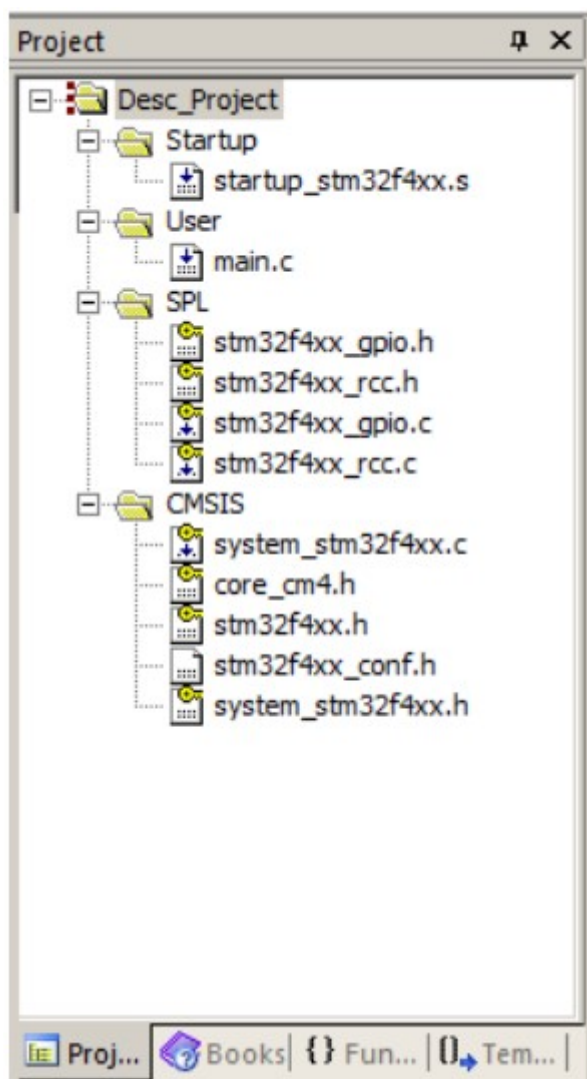 Project
Desc_Project
Startup
startup_stm32f4xx.s
User
main.c
SPL
stm32f4xx_gpio.h
stm32f4xx_rcc.h
stm32f4xx_gpio.c
stm32f4xx_rcc.c
CMSIS
system_stm32f4xx.c
core_cm4.h
stm32f4xx.h
stm32f4xx_conf.h
system_stm32f4xx.h
Proj... Books {} Fun... Tem...